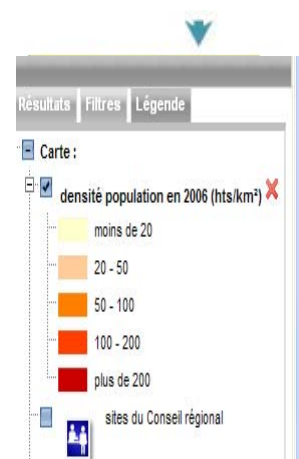 Résultats Filtres Légende
Carte :
densité population en 2006 (hts/km²)
moins de 20
20 - 50
50 - 100
100 - 200
plus de 200
sites du Conseil régional